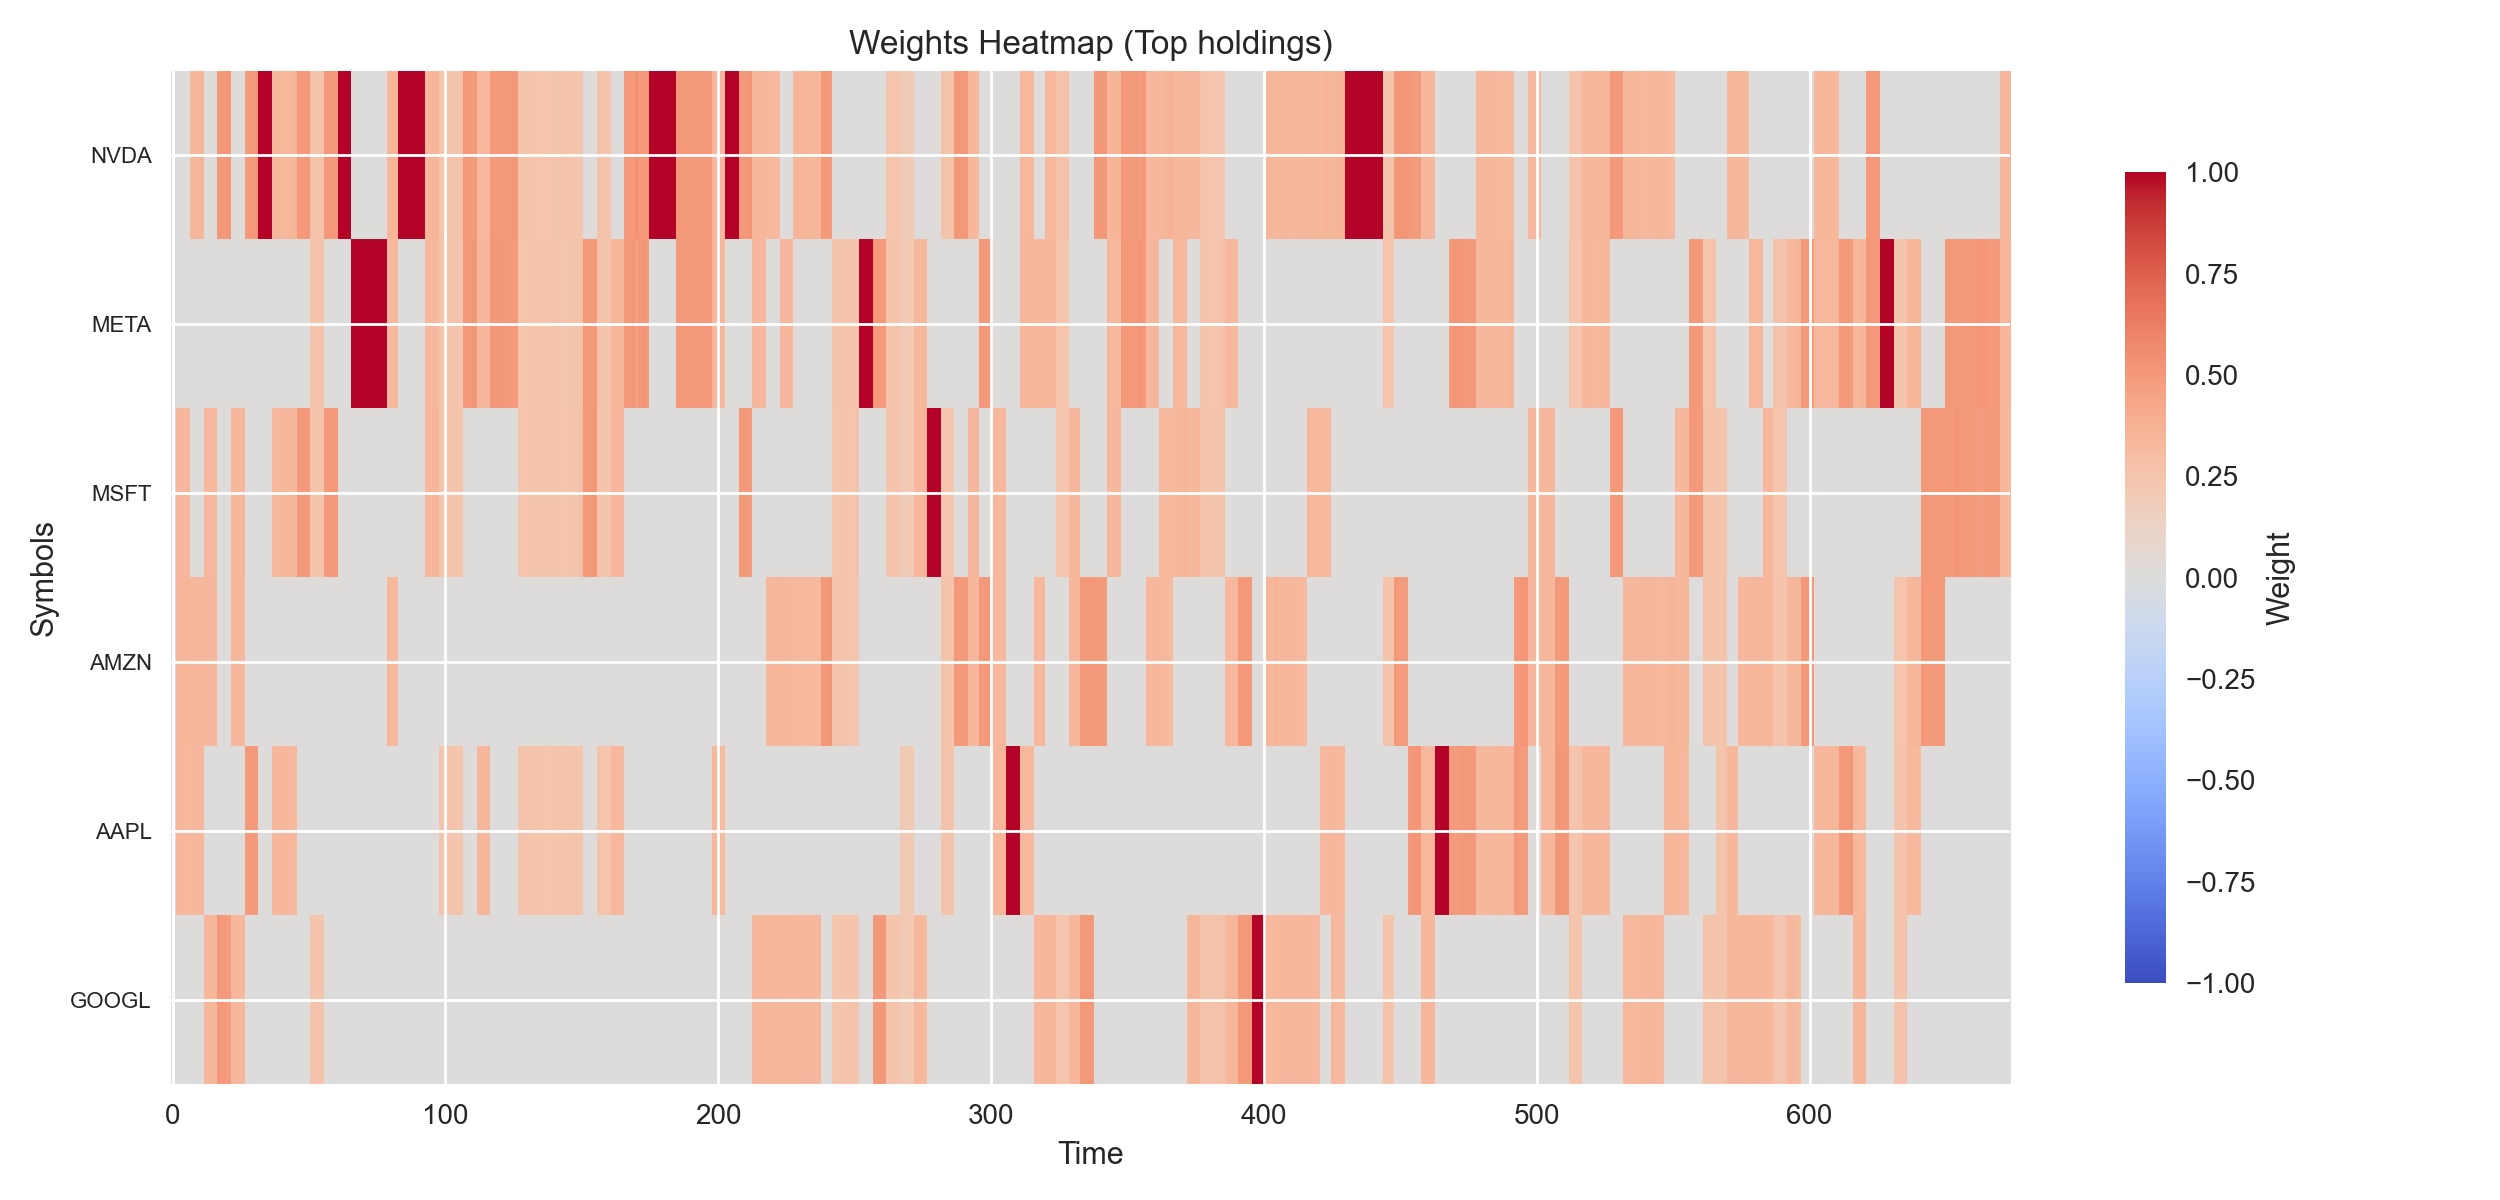 Weights Heatmap (Top holdings)
Symbols
NVDA
META
MSFT
AMZN
AAPL
GOOGL
0 100 200 300 400 500 600
Time
1.00
0.75
0.50
0.25
0.00
−0.25
−0.50
−0.75
−1.00
Weight